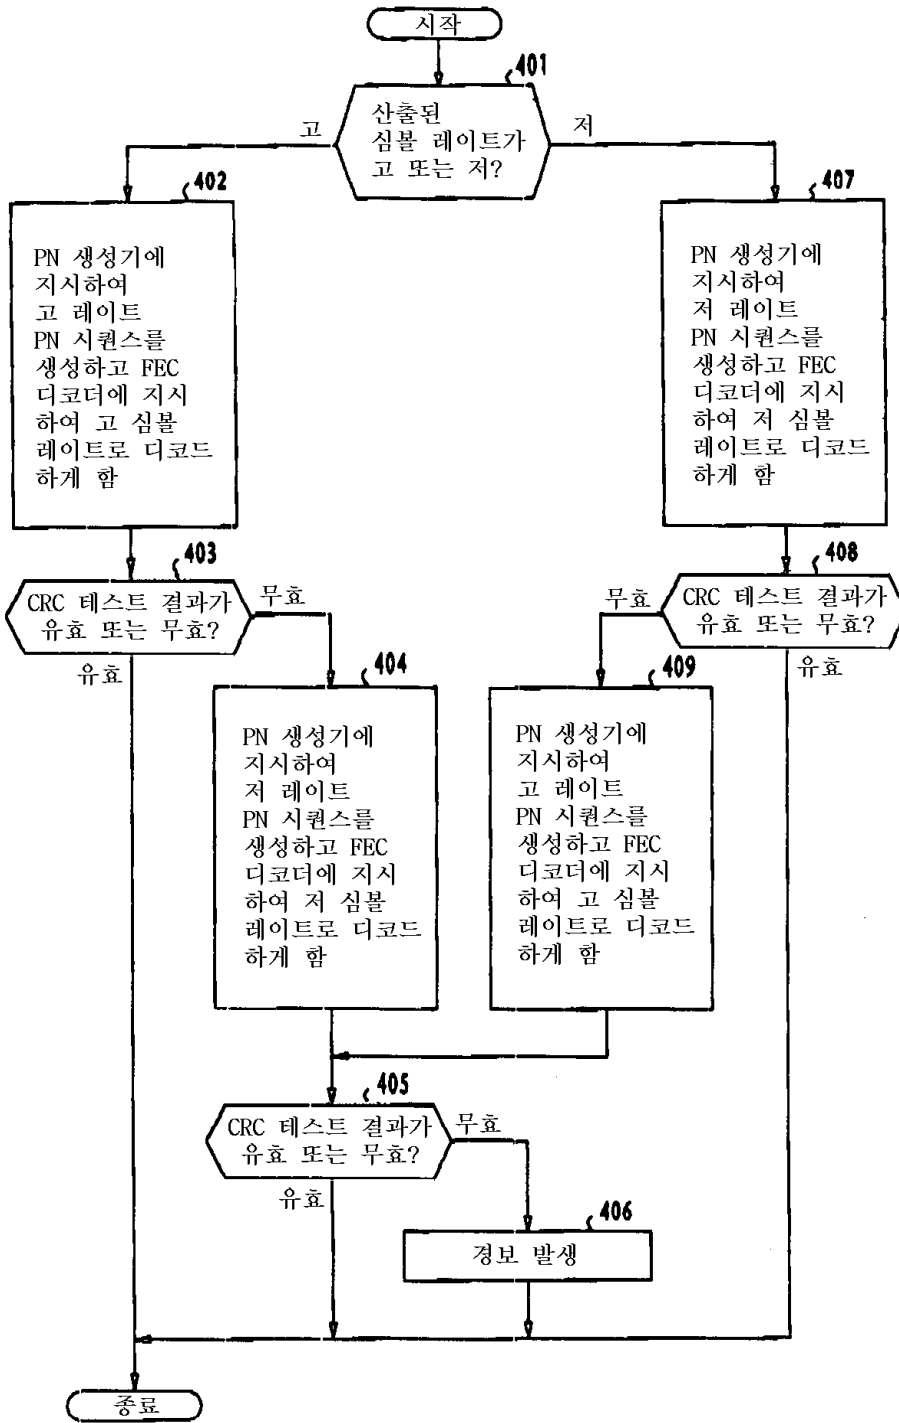 시작
401
산출된
심볼 레이트가
고 또는 저?
고
저
402
PN 생성기에
지시하여
고 레이트
PN 시퀀스를
생성하고 FEC
디코더에 지시
하여 고 심볼
레이트로 디코드
하게 함
407
PN 생성기에
지시하여
저 레이트
PN 시퀀스를
생성하고 FEC
디코더에 지시
하여 저 심볼
레이트로 디코드
하게 함
403
CRC 테스트 결과가
유효 또는 무효?
무효
유효
408
CRC 테스트 결과가
유효 또는 무효?
무효
유효
404
PN 생성기에
지시하여
저 레이트
PN 시퀀스를
생성하고 FEC
디코더에 지시
하여 저 심볼
레이트로 디코드
하게 함
409
PN 생성기에
지시하여
고 레이트
PN 시퀀스를
생성하고 FEC
디코더에 지시
하여 고 심볼
레이트로 디코드
하게 함
405
CRC 테스트 결과가
유효 또는 무효?
무효
유효
406
경보 발생
종료